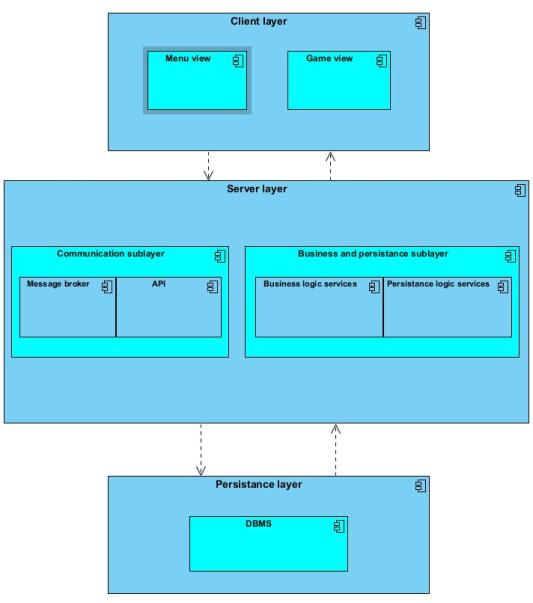 Client layer
Menu view
Game view
Server layer
Communication sublayer
Business and persistance sublayer
Message broker
API
Business logic services
Persistance logic services
Persistance layer
DBMS